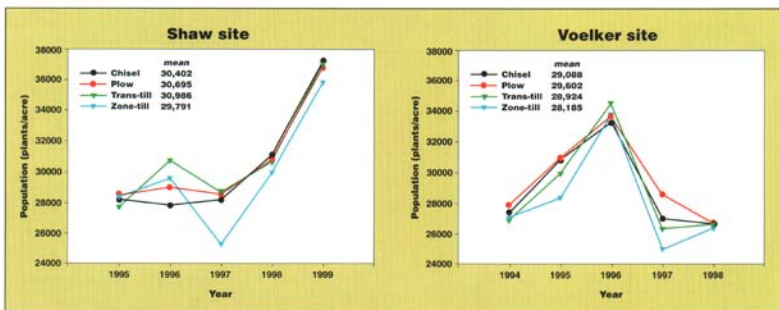 Shaw site
38000
36000
34000
32000
30000
28000
26000
24000
Population (plants/acre)
mean
Chisel 30,402
Plow 30,695
Trans-till 30,986
Zone-till 29,791
1995 1996 1997 1998 1999
Year
Voelker site
38000
36000
34000
32000
30000
28000
26000
24000
Population (plants/acre)
mean
Chisel 29,088
Plow 29,602
Trans-till 28,924
Zone-till 28,185
1994 1995 1996 1997 1998
Year